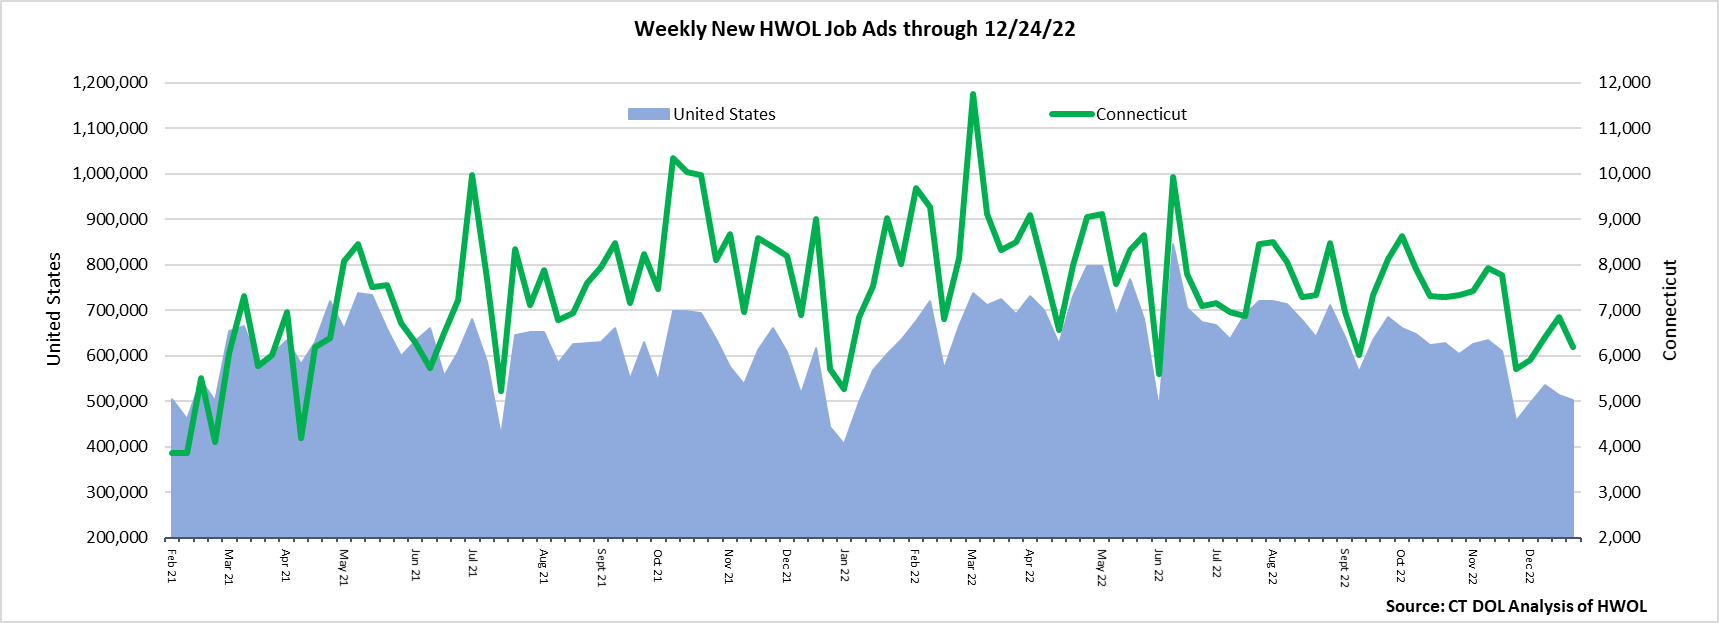 Weekly New HWOL Job Ads through 12/24/22
United States
Connecticut
1,200,000
1,100,000
1,000,000
900,000
800,000
700,000
600,000
500,000
400,000
300,000
200,000
United States
12,000
11,000
10,000
9,000
8,000
7,000
6,000
5,000
4,000
3,000
2,000
Connecticut
Feb 21
Mar 21
Apr 21
May 21
Jun 21
Jul 21
Aug 21
Sept 21
Oct 21
Nov 21
Dec 21
Jan 22
Feb 22
Mar 22
Apr 22
May 22
Jun 22
Jul 22
Aug 22
Sept 22
Oct 22
Nov 22
Dec 22
Source: CT DOL Analysis of HWOL